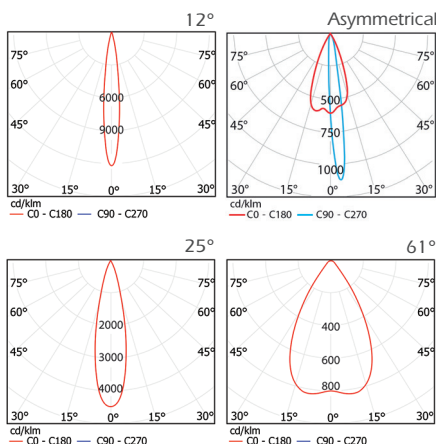 12°
75° 75°
60° 60°
45° 45°
6000
9000
30° 15° 0° 15° 30°
cd/klm
C0 - C180 C90 - C270
Asymmetrical
75° 75°
60° 60°
45° 45°
500
750
1000
30° 15° 0° 15° 30°
cd/klm
C0 - C180 C90 - C270
25°
75° 75°
60° 60°
45° 45°
2000
3000
4000
30° 15° 0° 15° 30°
cd/klm
C0 - C180 C90 - C270
61°
75° 75°
60° 60°
45° 45°
400
600
800
30° 15° 0° 15° 30°
cd/klm
C0 - C180 C90 - C270